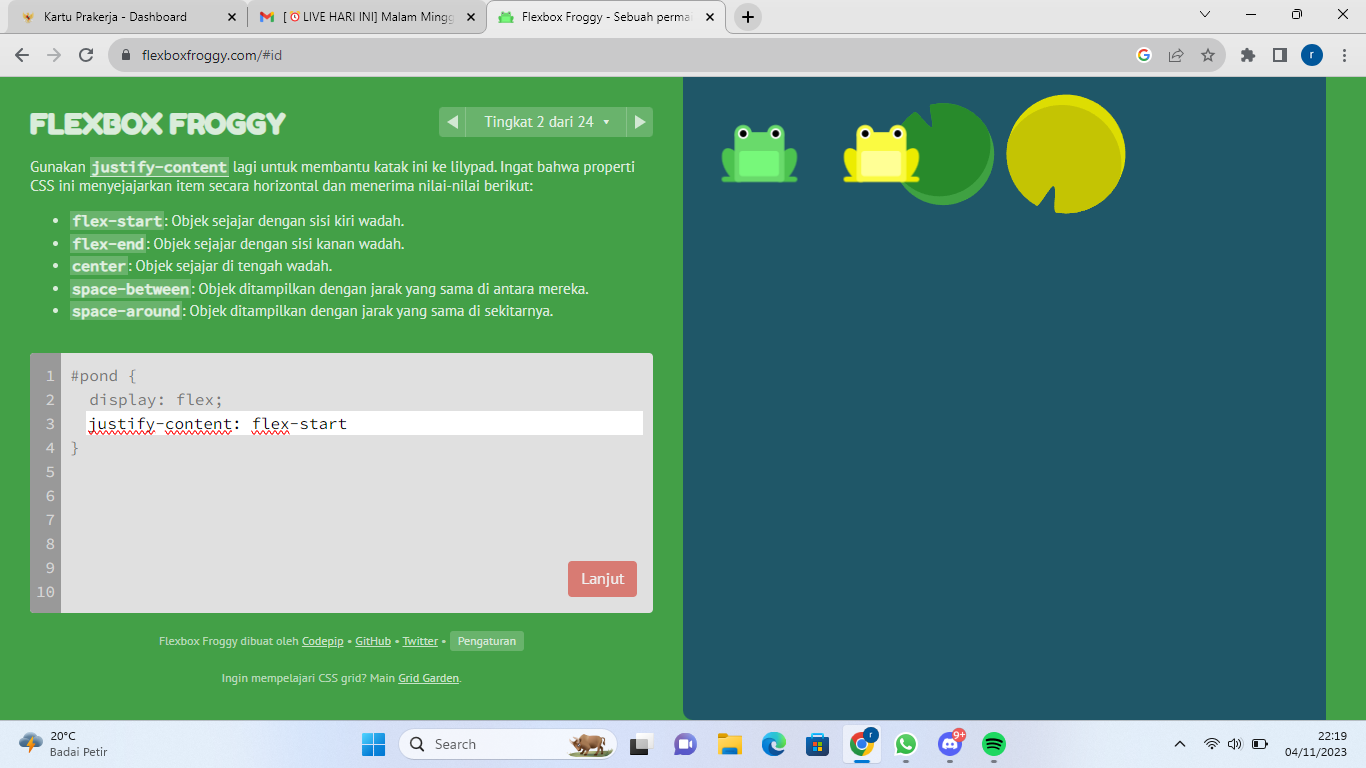 Kartu Prakerja - Dashboard
[⏰LIVE HARI INI] Malam Mingg
Flexbox Froggy - Sebuah perma
flexboxfroggy.com/#id
r
FLEXBOX FROGGY
Tingkat 2 dari 24
Gunakan justify-content lagi untuk membantu katak ini ke lilypad. Ingat bahwa properti
CSS ini menyejajarkan item secara horizontal dan menerima nilai-nilai berikut:
• flex-start: Objek sejajar dengan sisi kiri wadah.
• flex-end: Objek sejajar dengan sisi kanan wadah.
• center: Objek sejajar di tengah wadah.
• space-between: Objek ditampilkan dengan jarak yang sama di antara mereka.
• space-around: Objek ditampilkan dengan jarak yang sama di sekitarnya.
1 #pond {
2 display: flex;
3 justify-content: flex-start
4 }
5
6
7
8
9
10
Lanjut
Flexbox Froggy dibuat oleh Codepip • GitHub • Twitter • Pengaturan
Ingin mempelajari CSS grid? Main Grid Garden.
20°C
Badai Petir
Search
r
9+
22:19
04/11/2023